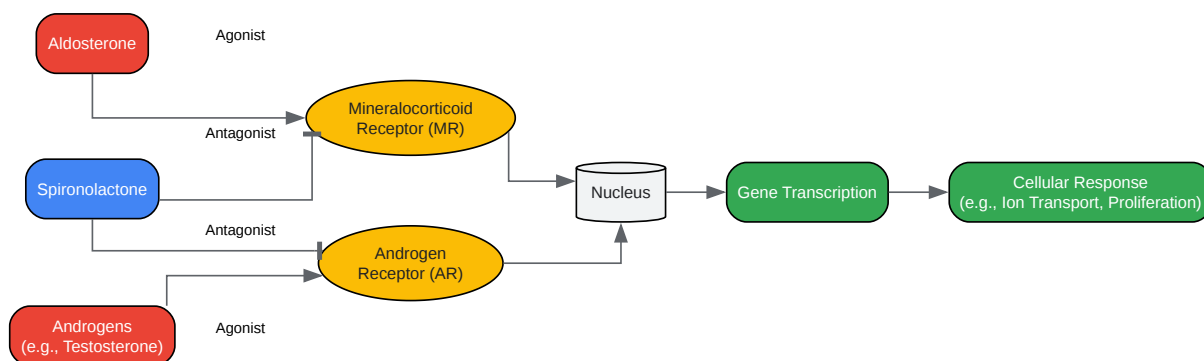 Aldosterone
Agonist
Mineralocorticoid
Receptor (MR)
Antagonist
Spironolactone
Nucleus
Gene Transcription
Cellular Response
(e.g., Ion Transport, Proliferation)
Antagonist
Androgen
Receptor (AR)
Androgens
(e.g., Testosterone)
Agonist